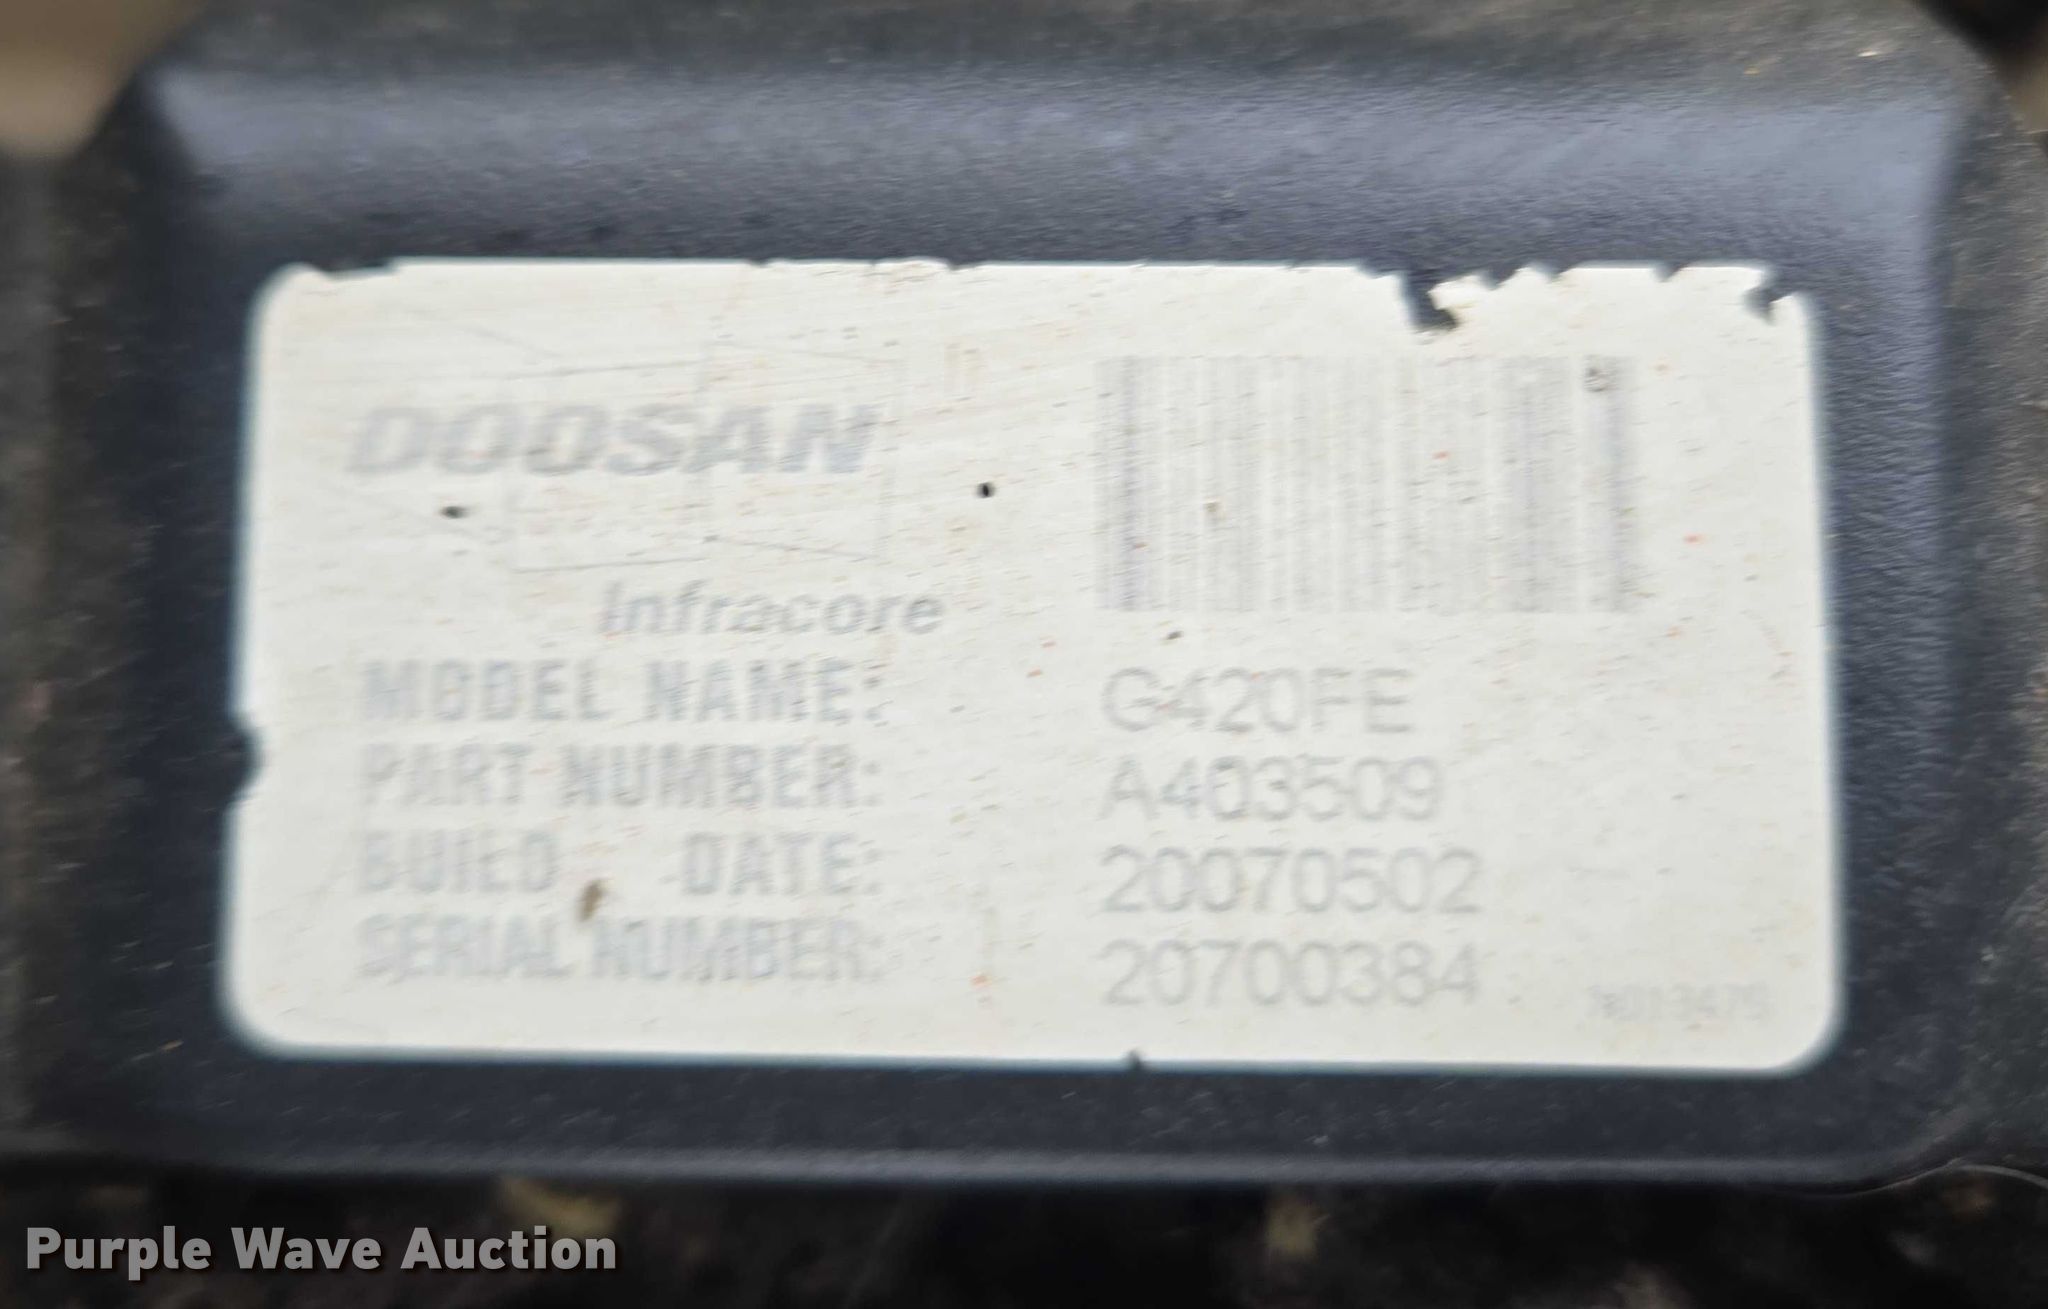 DOOSAN
Infracore
MODEL NAME: G420FE
PART NUMBER: A403509
BUILD DATE: 20070502
SERIAL NUMBER: 20700384
Purple Wave Auction